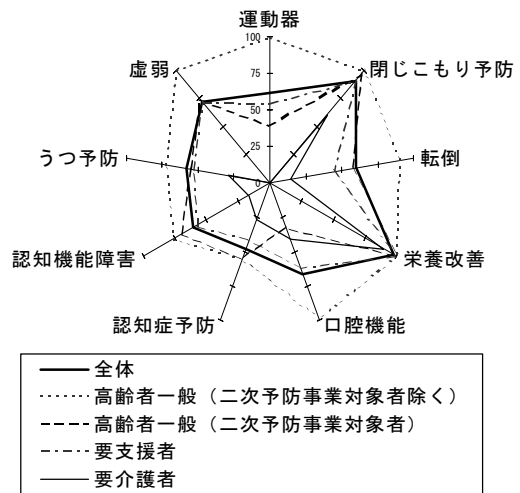 運動器
100
閉じこもり予防
虚弱
75
50
うつ予防
転倒
25
0
認知機能障害
栄養改善
認知症予防
口腔機能
全体
高齢者一般（二次予防事業対象者除く）
高齢者一般（二次予防事業対象者）
要支援者
要介護者